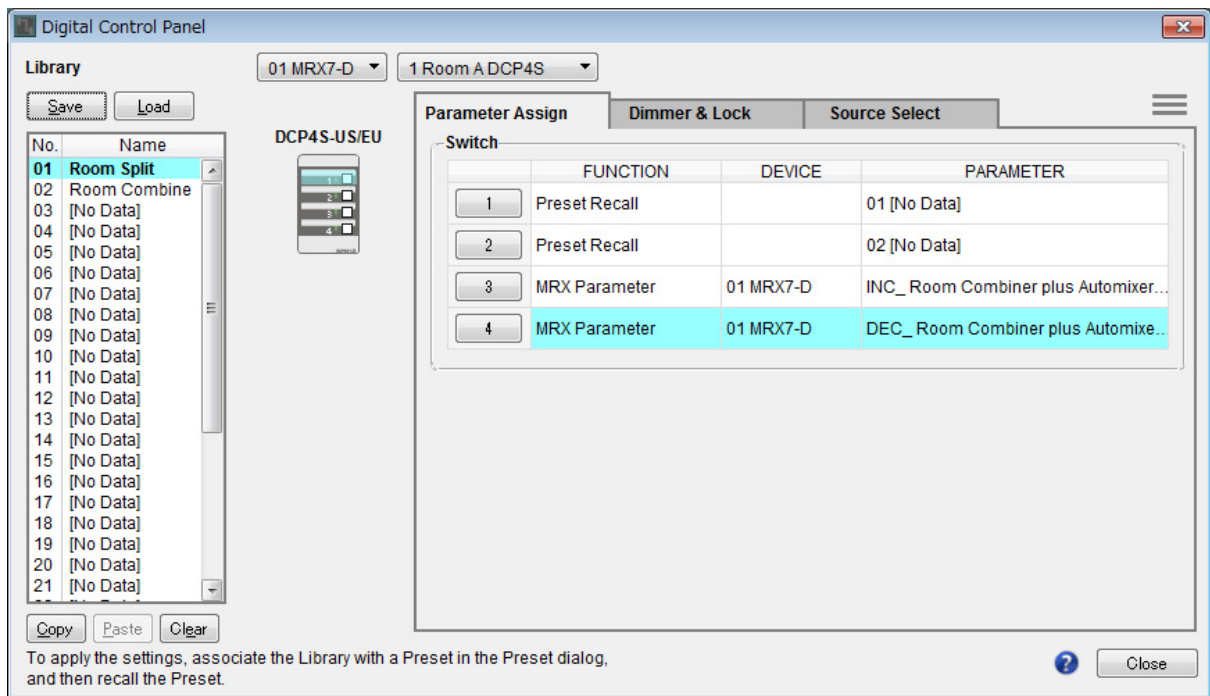 Digital Control Panel
Library
01 MRX7-D
1 Room A DCP4S
Save
Load
No. Name
01 Room Split
02 Room Combine
03 [No Data]
04 [No Data]
05 [No Data]
06 [No Data]
07 [No Data]
08 [No Data]
09 [No Data]
10 [No Data]
11 [No Data]
12 [No Data]
13 [No Data]
14 [No Data]
15 [No Data]
16 [No Data]
17 [No Data]
18 [No Data]
19 [No Data]
20 [No Data]
21 [No Data]
Copy
Paste
Clear
DCP4S-US/EU
1
2
3
4
Parameter Assign
Dimmer & Lock
Source Select
Switch
FUNCTION DEVICE PARAMETER
1 Preset Recall 01 [No Data]
2 Preset Recall 02 [No Data]
3 MRX Parameter 01 MRX7-D INC_ Room Combiner plus Automixer...
4 MRX Parameter 01 MRX7-D DEC_ Room Combiner plus Automixe...
To apply the settings, associate the Library with a Preset in the Preset dialog,
and then recall the Preset.
?
Close